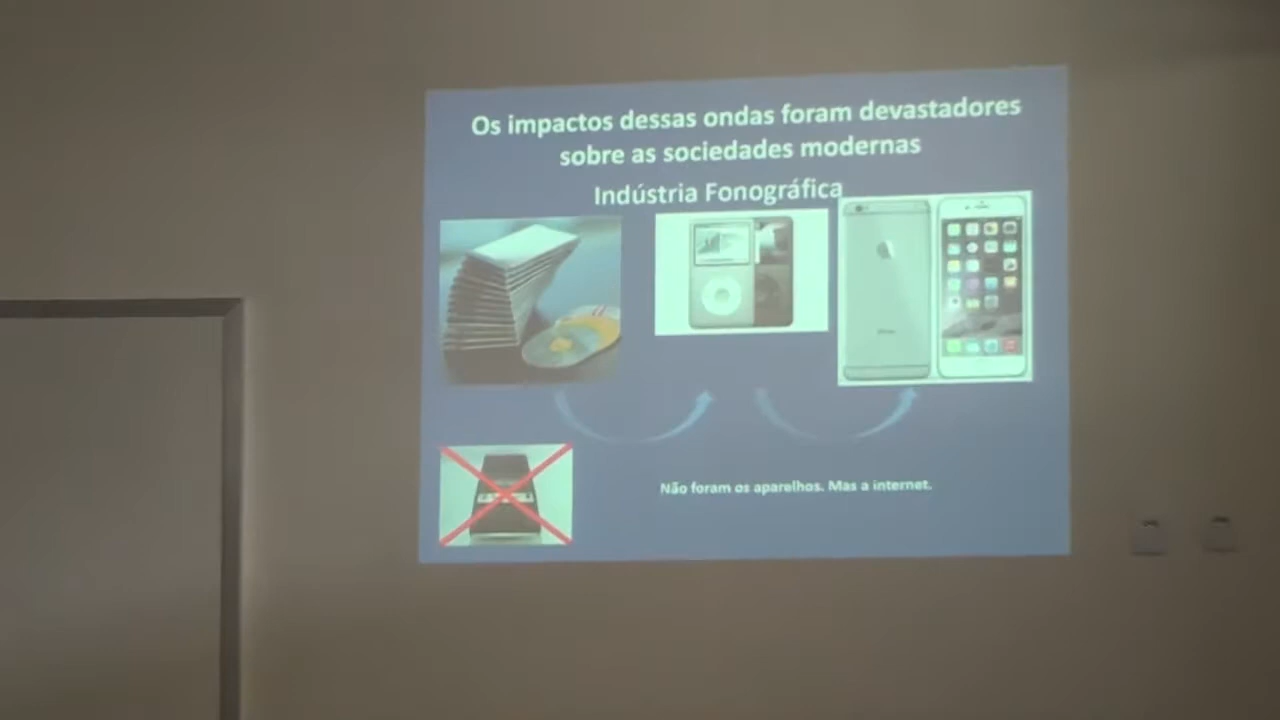 Os impactos dessas ondas foram devastadores
sobre as sociedades modernas
Indústria Fonográfica
Não foram os aparelhos. Mas a internet.